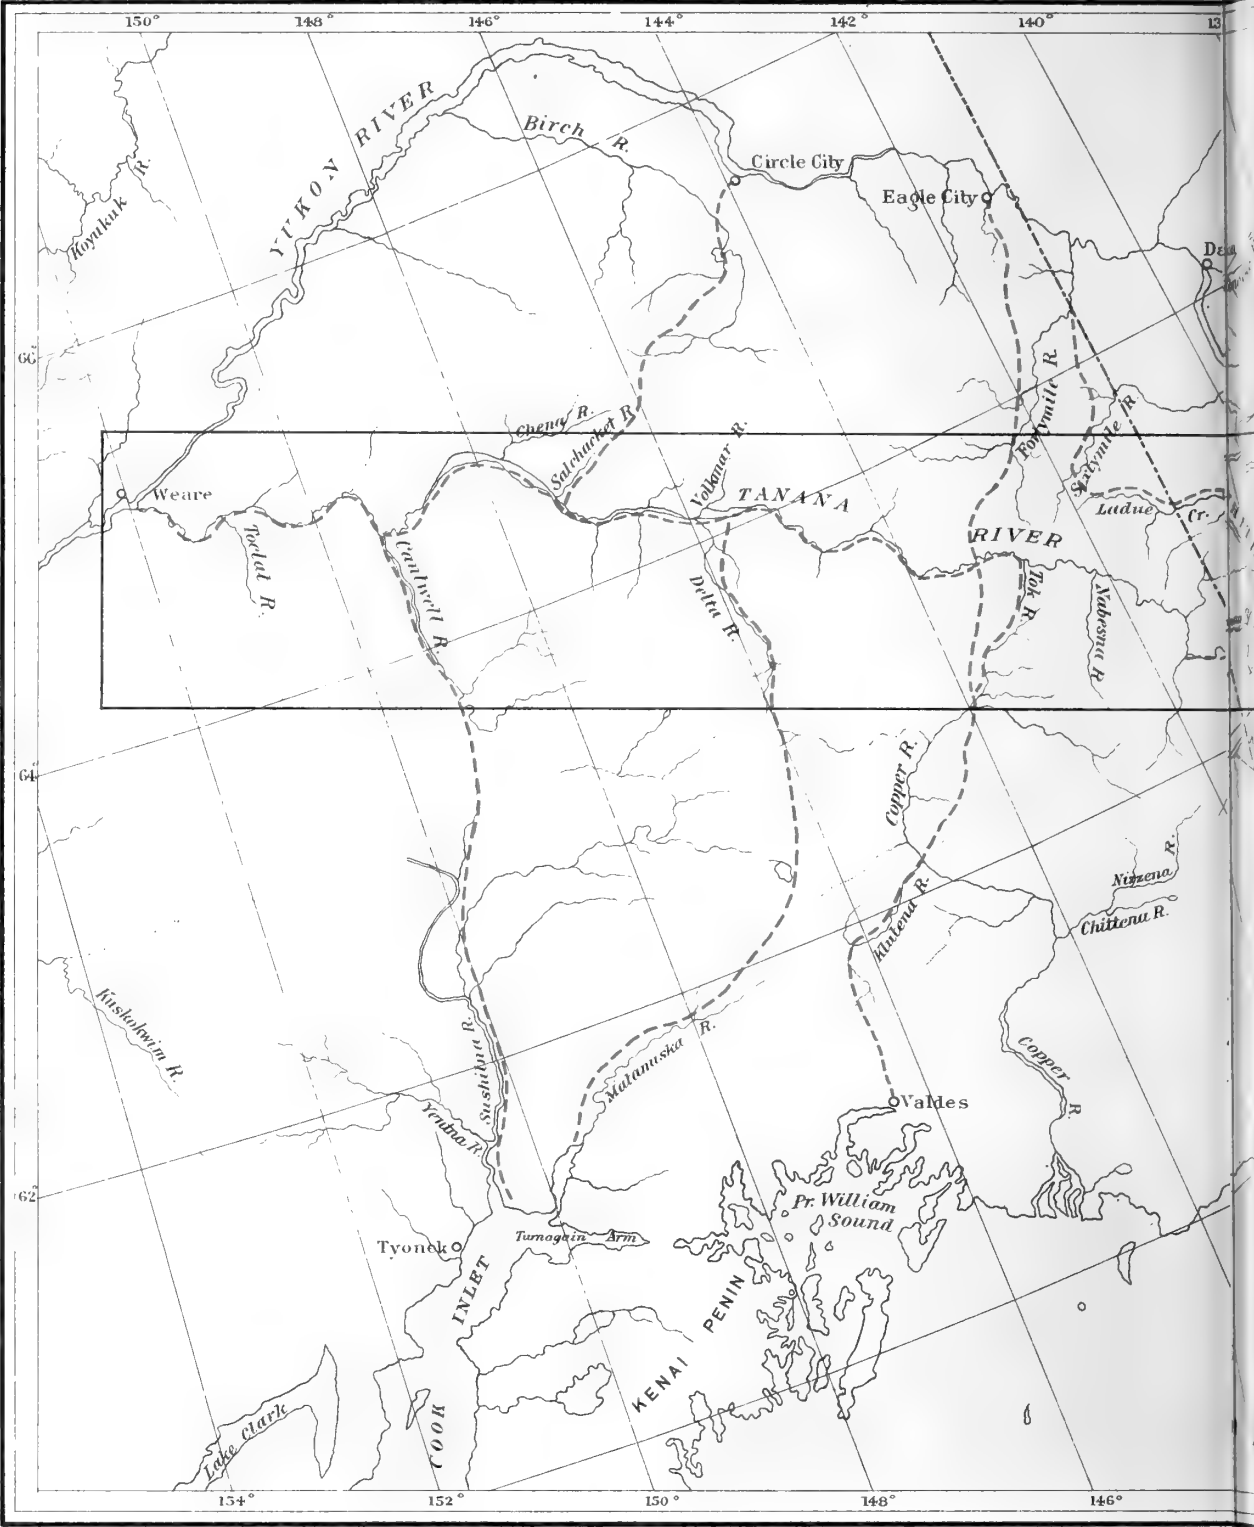 150°
148°
146°
144°
142°
140°
YUKON RIVER
Birch R.
Koyukuk R.
Circle City
Eagle City
66°
Chena R.
Salchacket R.
Volkmar R.
Fortymile R.
Sixtymile R.
Weare
TANANA
RIVER
Ladue Cr.
Toclat R.
Cantwell R.
Delta R.
Tok R.
Nabesna R.
64°
Copper R.
Nizzena R.
Chittena R.
Klutena R.
Kuskokwim R.
Sushitna R.
Matanuska R.
Copper R.
Yentna R.
Valdes
62°
Pr. William
Sound
Tyonek
Turnagain Arm
COOK INLET
KENAI PENIN
Lake Clark
154°
152°
150°
148°
146°